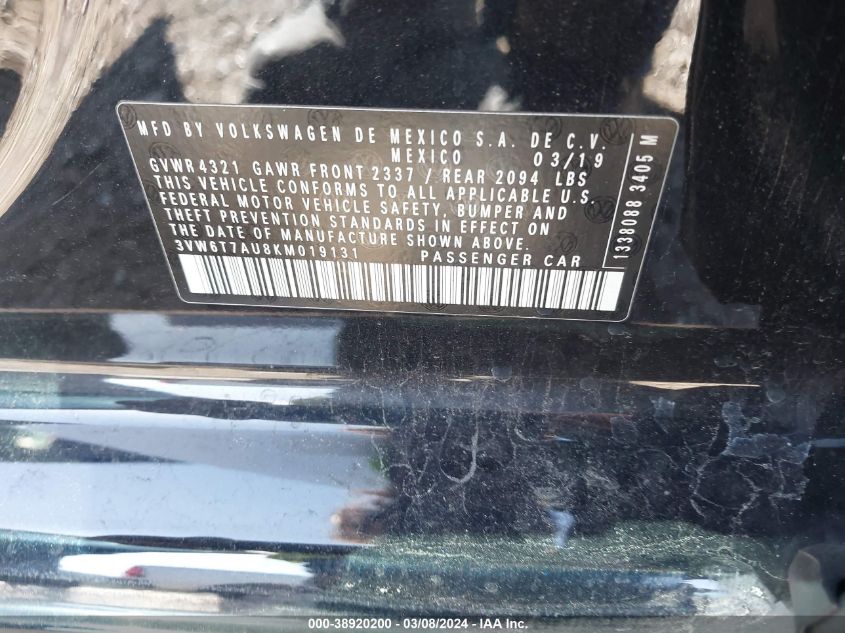 MFD BY VOLKSWAGEN DE MEXICO S.A. DE C.V.
MEXICO 03/19
GVWR 4321 GAWR FRONT 2337 / REAR 2094 LBS
THIS VEHICLE CONFORMS TO ALL APPLICABLE U.S.
FEDERAL MOTOR VEHICLE SAFETY, BUMPER AND
THEFT PREVENTION STANDARDS IN EFFECT ON
THE DATE OF MANUFACTURE SHOWN ABOVE.
3VW6T7AU8KM019131 PASSENGER CAR
1338088 3405 M
000-38920200 - 03/08/2024 - IAA Inc.